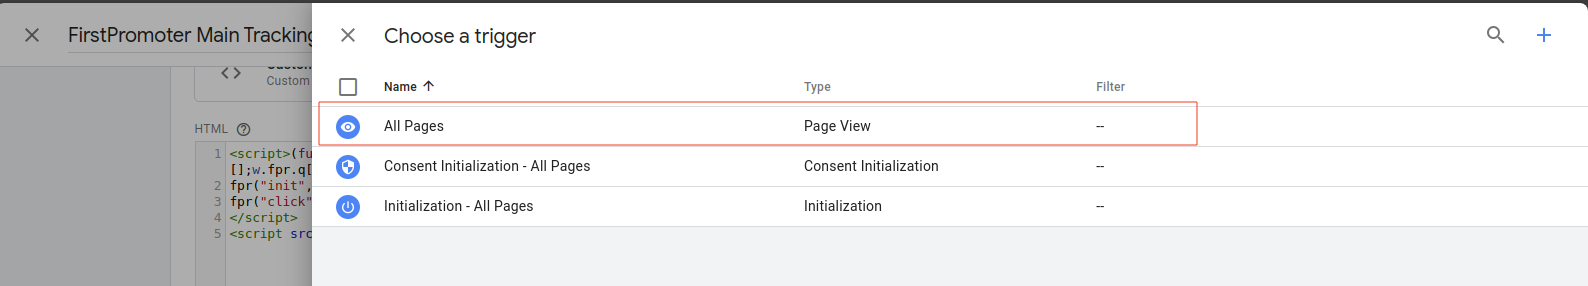 FirstPromoter Main Tracking
Choose a trigger
Custom
HTML
1 <script>(fu
[];w.fpr.q[
2 fpr("init",
3 fpr("click"
4 </script>
5 <script src
Name Type Filter
All Pages Page View --
Consent Initialization - All Pages Consent Initialization --
Initialization - All Pages Initialization --